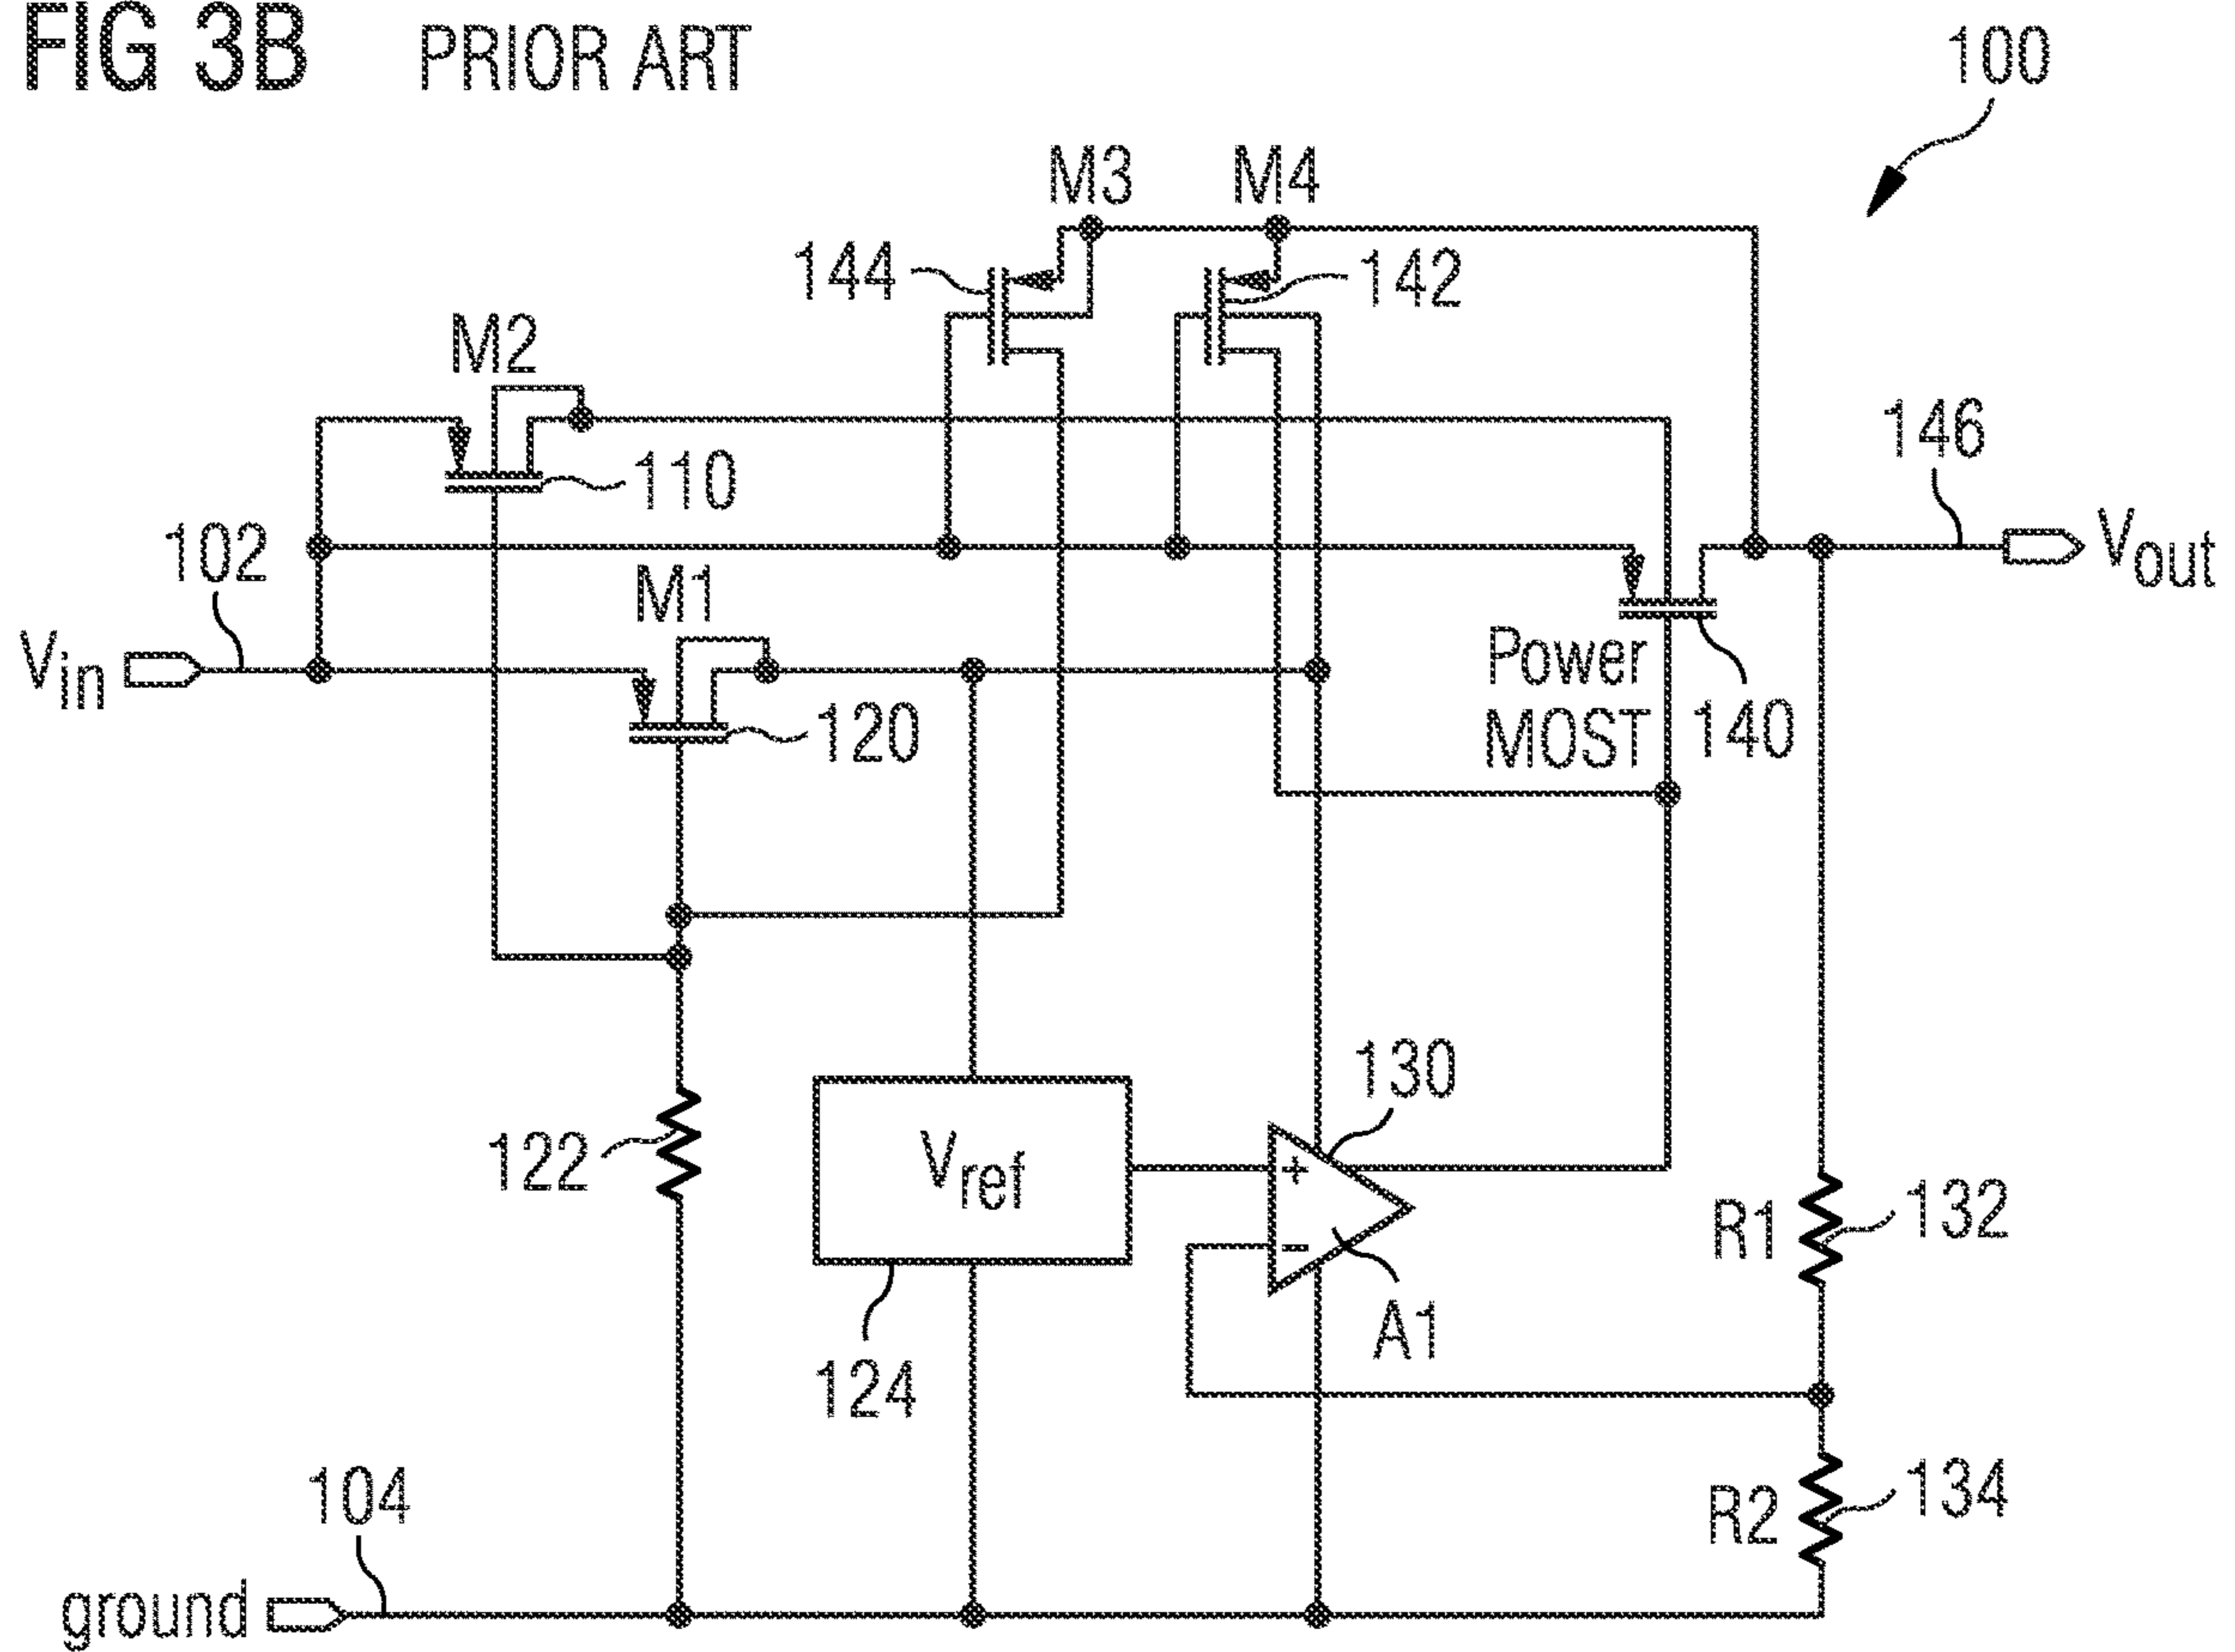 FIG 3B PRIOR ART
100
M3 M4
144
142
M2
110
146
102
M1
Vin
Vout
120
Power
MOST
140
130
122
Vref
+
-
R1
132
A1
124
R2
134
104
ground